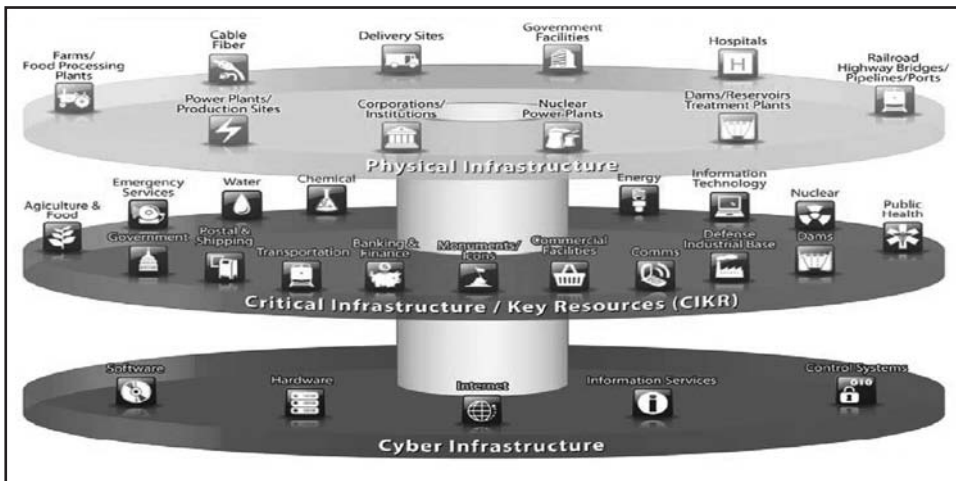 Farms/
Food Processing
Plants
Cable
Fiber
Delivery Sites
Government
Facilities
Hospitals
H
Railroad
Highway Bridges/
Pipelines/Ports
Power Plants/
Production Sites
Corporations/
Institutions
Nuclear
Power Plants
Dams/Reservoirs
Treatment Plants
Physical Infrastructure
Agiculture &
Food
Emergency
Services
Water
Chemical
Energy
Information
Technology
Nuclear
Public
Health
Government
Postal &
Shipping
Transportation
Banking &
Finance
Monuments/
Icons
Commercial
Facilities
Comms
Defense
Industrial Base
Dams
Critical Infrastructure / Key Resources (CIKR)
Software
Hardware
Internet
Information Services
Control Systems
010
Cyber Infrastructure